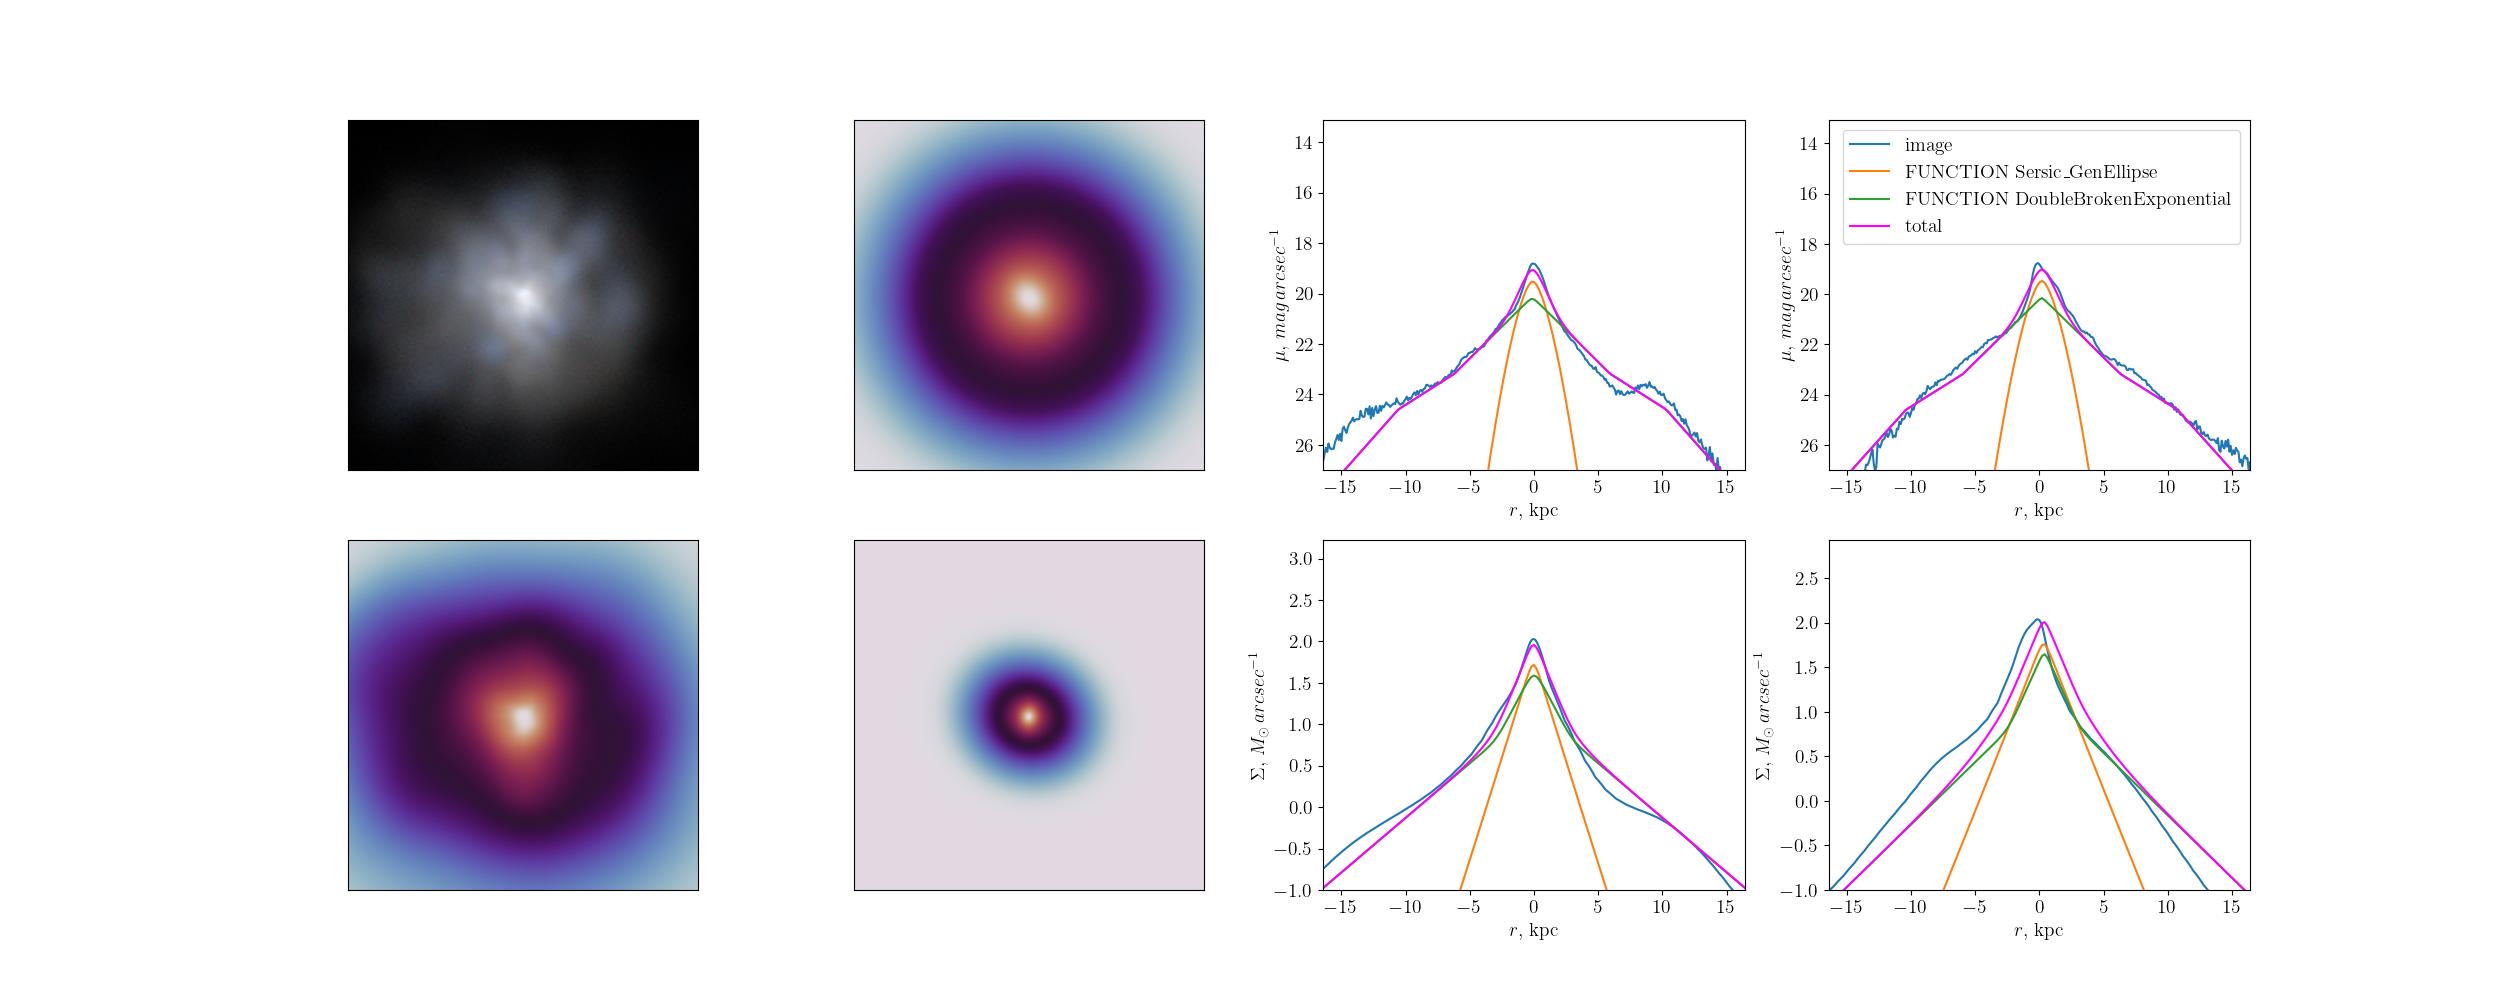 14
16
18
20
22
24
26
μ, mag arcsec⁻¹
−15 −10 −5 0 5 10 15
r, kpc
14
16
18
20
22
24
26
μ, mag arcsec⁻¹
image
FUNCTION Sersic_GenEllipse
FUNCTION DoubleBrokenExponential
total
−15 −10 −5 0 5 10 15
r, kpc
3.0
2.5
2.0
1.5
1.0
0.5
0.0
−0.5
−1.0
Σ, M⊙ arcsec⁻¹
−15 −10 −5 0 5 10 15
r, kpc
2.5
2.0
1.5
1.0
0.5
0.0
−0.5
−1.0
Σ, M⊙ arcsec⁻¹
−15 −10 −5 0 5 10 15
r, kpc